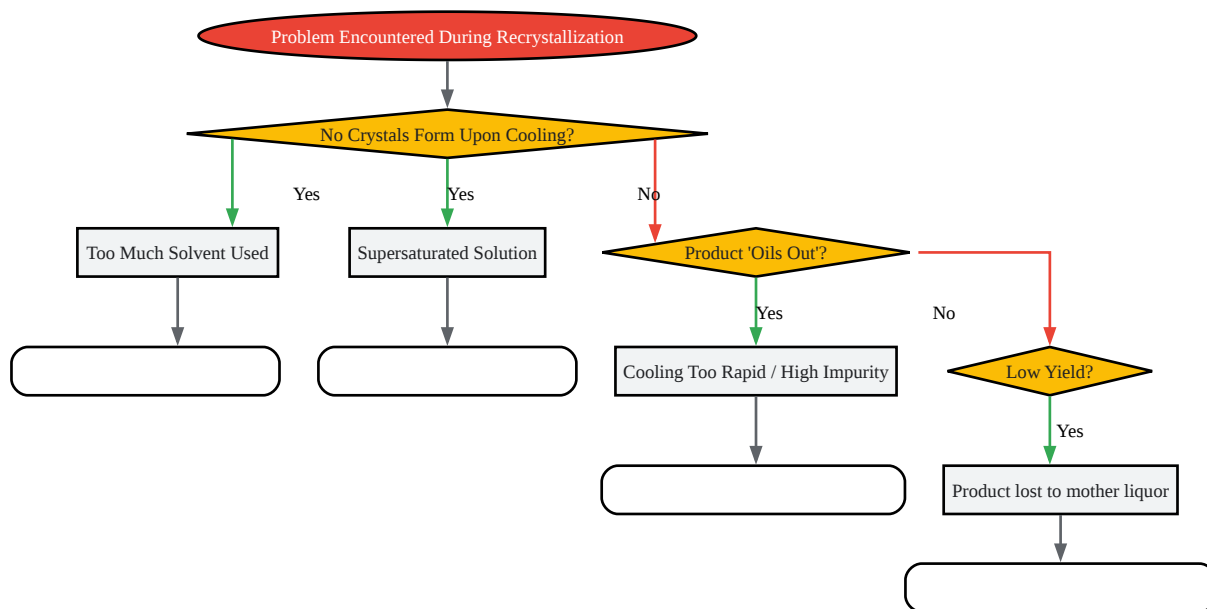 Problem Encountered During Recrystallization
No Crystals Form Upon Cooling?
Yes
Yes
No
Too Much Solvent Used
Supersaturated Solution
Product 'Oils Out'?
Yes
No
Cooling Too Rapid / High Impurity
Low Yield?
Yes
Product lost to mother liquor